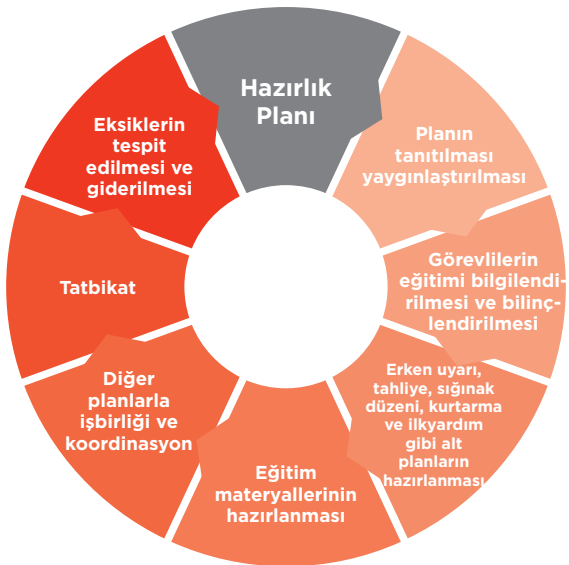 Hazırlık
Planı
Planın
tanıtılması
yaygınlaştırılması
Görevlilerin
eğitimi bilgilendi-
rilmesi ve bilinç-
lendirilmesi
Erken uyarı,
tahliye, sığınak
düzeni, kurtarma
ve ilkyardım
gibi alt
planların
hazırlanması
Eğitim
materyallerinin
hazırlanması
Diğer
planlarla
işbirliği ve
koordinasyon
Tatbikat
Eksiklerin
tespit
edilmesi ve
giderilmesi